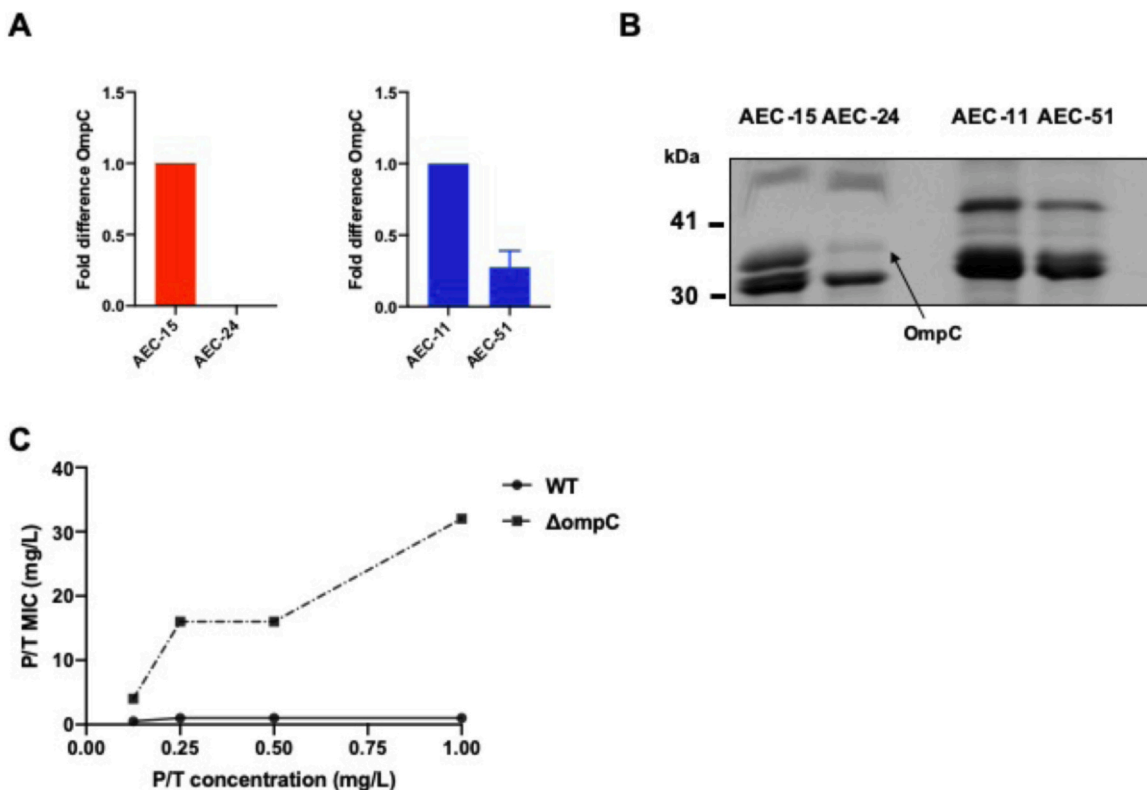 A
Fold difference OmpC
1.5
1.0
0.5
0.0
AEC-15
AEC-24
Fold difference OmpC
1.5
1.0
0.5
0.0
AEC-11
AEC-51
B
AEC-15 AEC-24 AEC-11 AEC-51
kDa
41
30
OmpC
C
P/T MIC (mg/L)
40
30
20
10
0
0.00 0.25 0.50 0.75 1.00
P/T concentration (mg/L)
WT
ΔompC